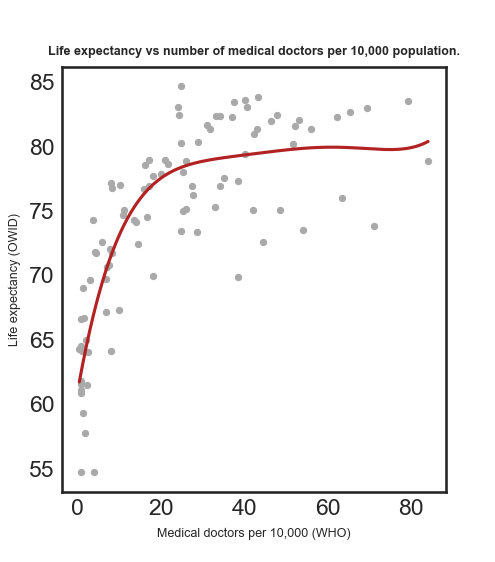 Life expectancy vs number of medical doctors per 10,000 population.
85
80
75
70
65
60
55
Life expectancy (OWID)
0 20 40 60 80
Medical doctors per 10,000 (WHO)